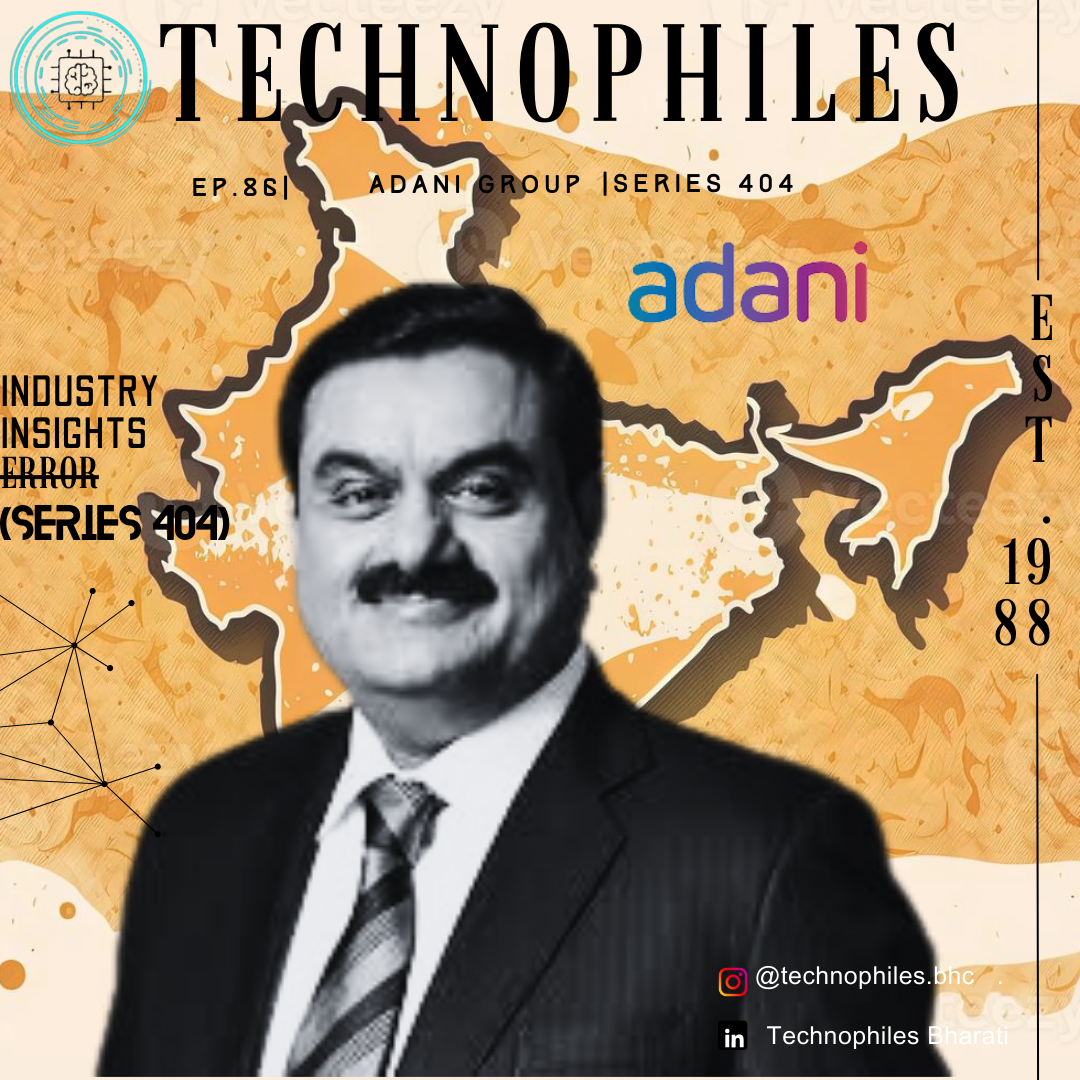 TECHNOPHILES
EP.86| ADANI GROUP |SERIES 404
adani
INDUSTRY
INSIGHTS
ERROR
(SERIES 404)
EST.
19
88
@technophiles.bhc .
in Technophiles Bharati